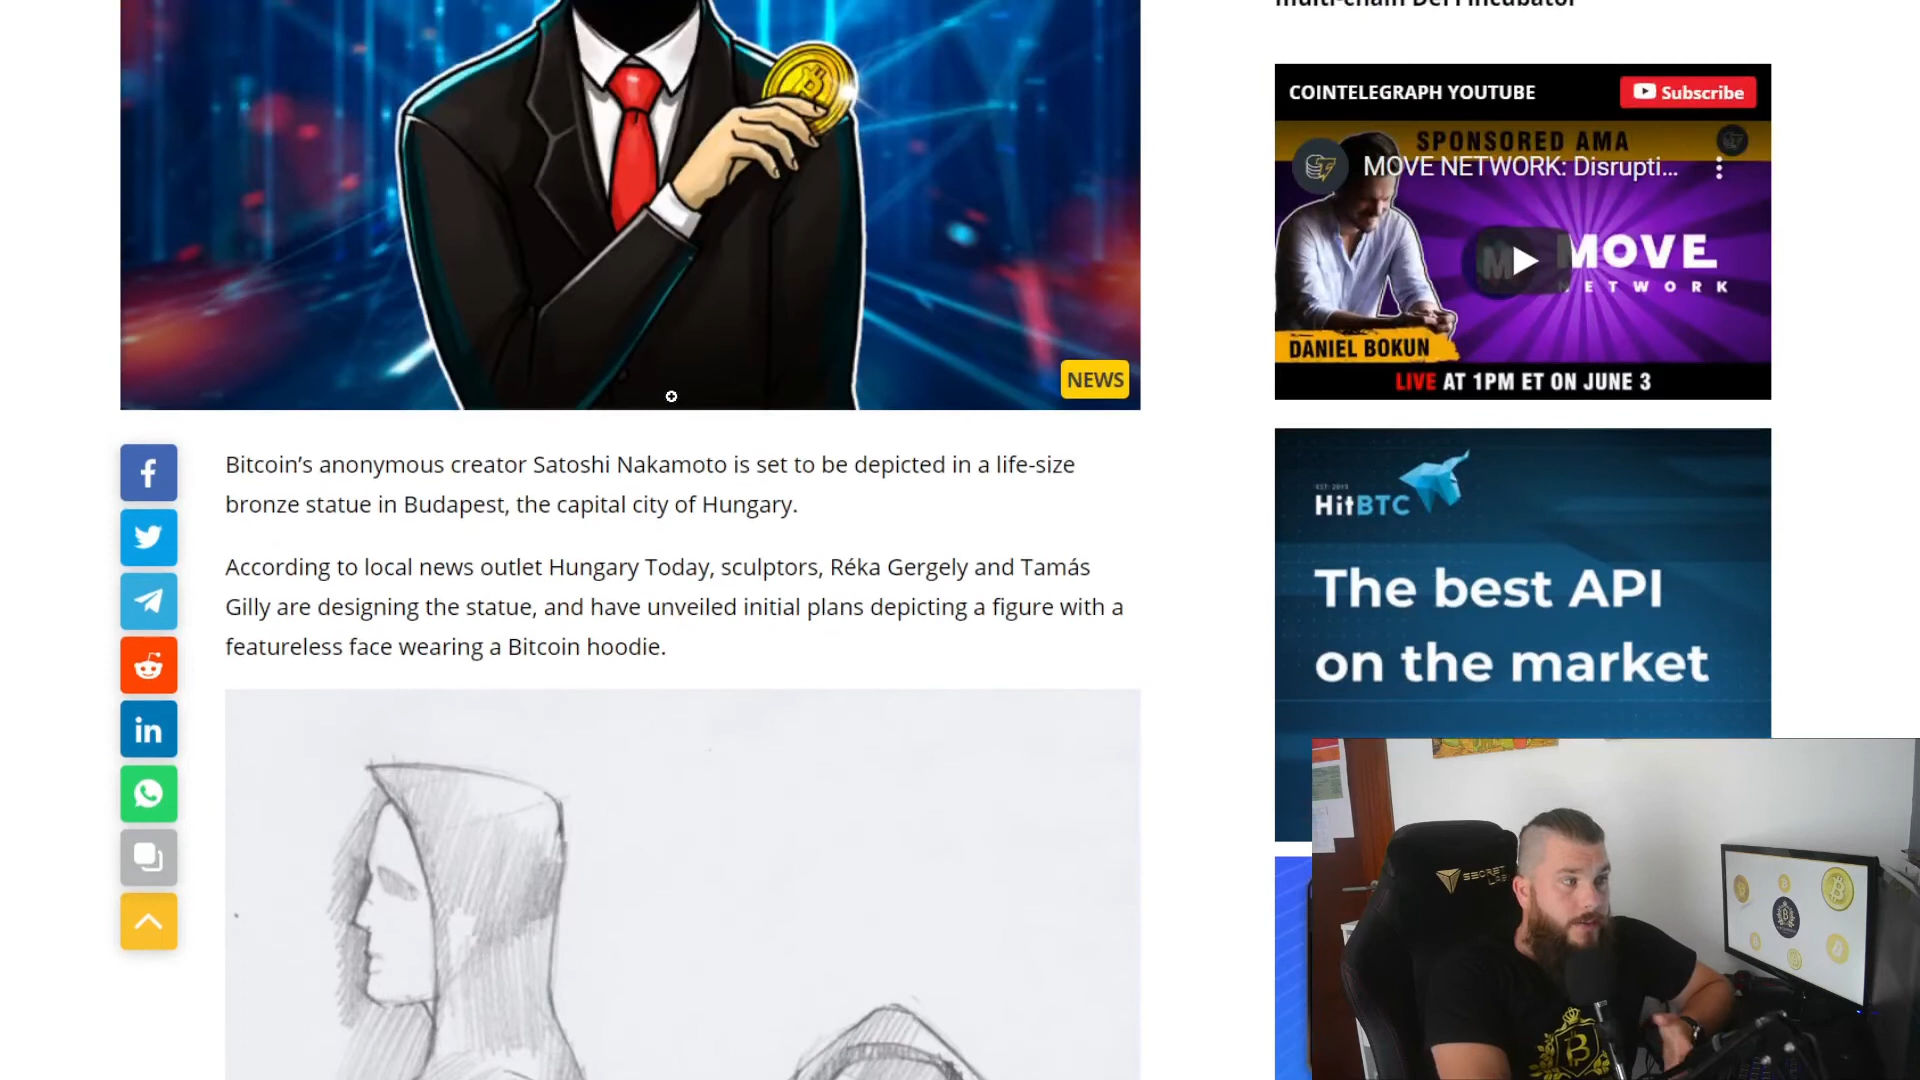 multi-chain DeFi incubator
COINTELEGRAPH YOUTUBE
Subscribe
SPONSORED AMA
MOVE NETWORK: Disrupti...
MOVE
NETWORK
DANIEL BOKUN
LIVE AT 1PM ET ON JUNE 3
NEWS
Bitcoin’s anonymous creator Satoshi Nakamoto is set to be depicted in a life-size
bronze statue in Budapest, the capital city of Hungary.
According to local news outlet Hungary Today, sculptors, Réka Gergely and Tamás
Gilly are designing the statue, and have unveiled initial plans depicting a figure with a
featureless face wearing a Bitcoin hoodie.
EST. 2013
HitBTC
The best API
on the market
SECRET
LAB